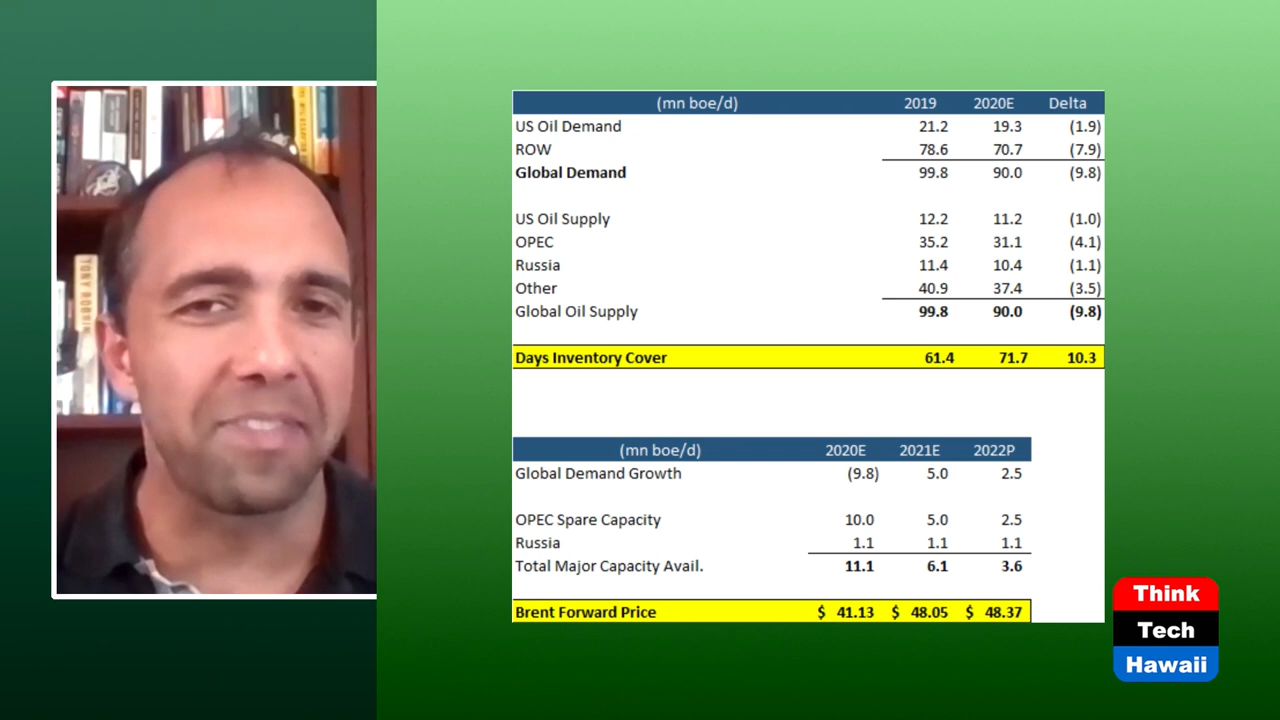 TONY ROBBIN
(mn boe/d) 2019 2020E Delta
US Oil Demand 21.2 19.3 (1.9)
ROW 78.6 70.7 (7.9)
Global Demand 99.8 90.0 (9.8)
US Oil Supply 12.2 11.2 (1.0)
OPEC 35.2 31.1 (4.1)
Russia 11.4 10.4 (1.1)
Other 40.9 37.4 (3.5)
Global Oil Supply 99.8 90.0 (9.8)
Days Inventory Cover 61.4 71.7 10.3
(mn boe/d) 2020E 2021E 2022P
Global Demand Growth (9.8) 5.0 2.5
OPEC Spare Capacity 10.0 5.0 2.5
Russia 1.1 1.1 1.1
Total Major Capacity Avail. 11.1 6.1 3.6
Brent Forward Price $ 41.13 $ 48.05 $ 48.37
Think
Tech
Hawaii